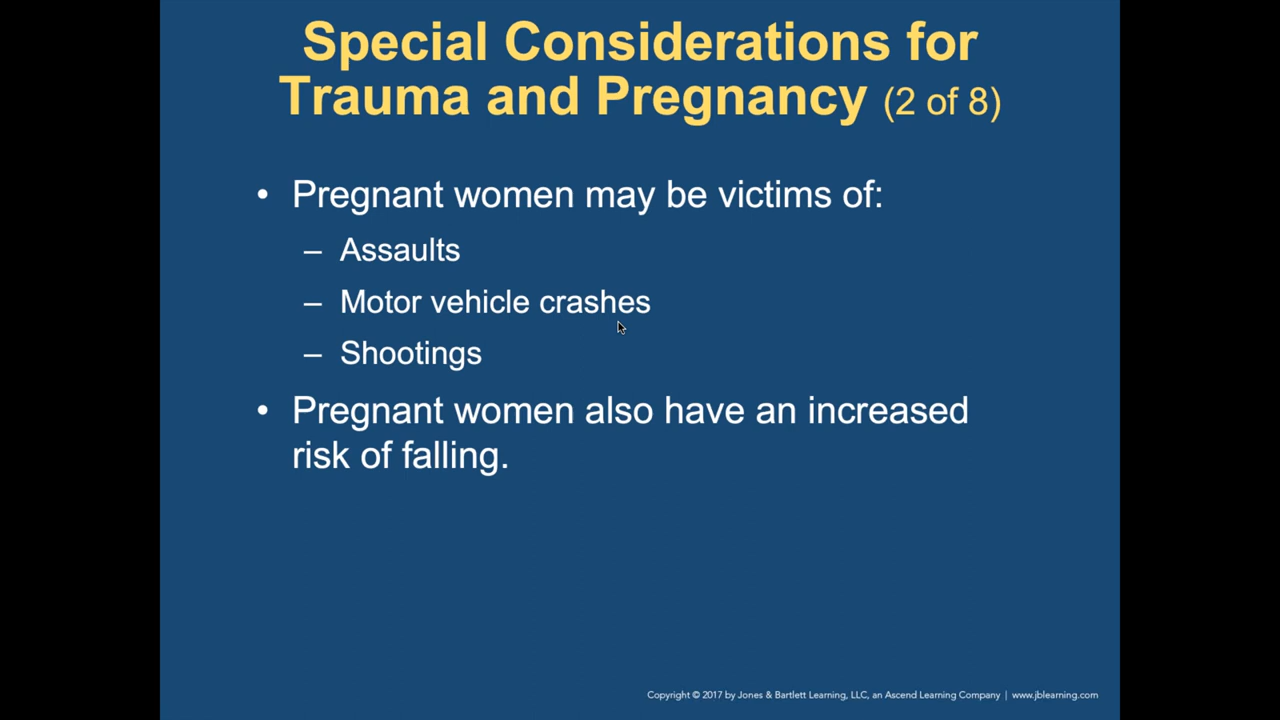 Special Considerations for
Trauma and Pregnancy (2 of 8)
• Pregnant women may be victims of:
– Assaults
– Motor vehicle crashes
– Shootings
• Pregnant women also have an increased
risk of falling.
Copyright © 2017 by Jones & Bartlett Learning, LLC, an Ascend Learning Company | www.jblearning.com